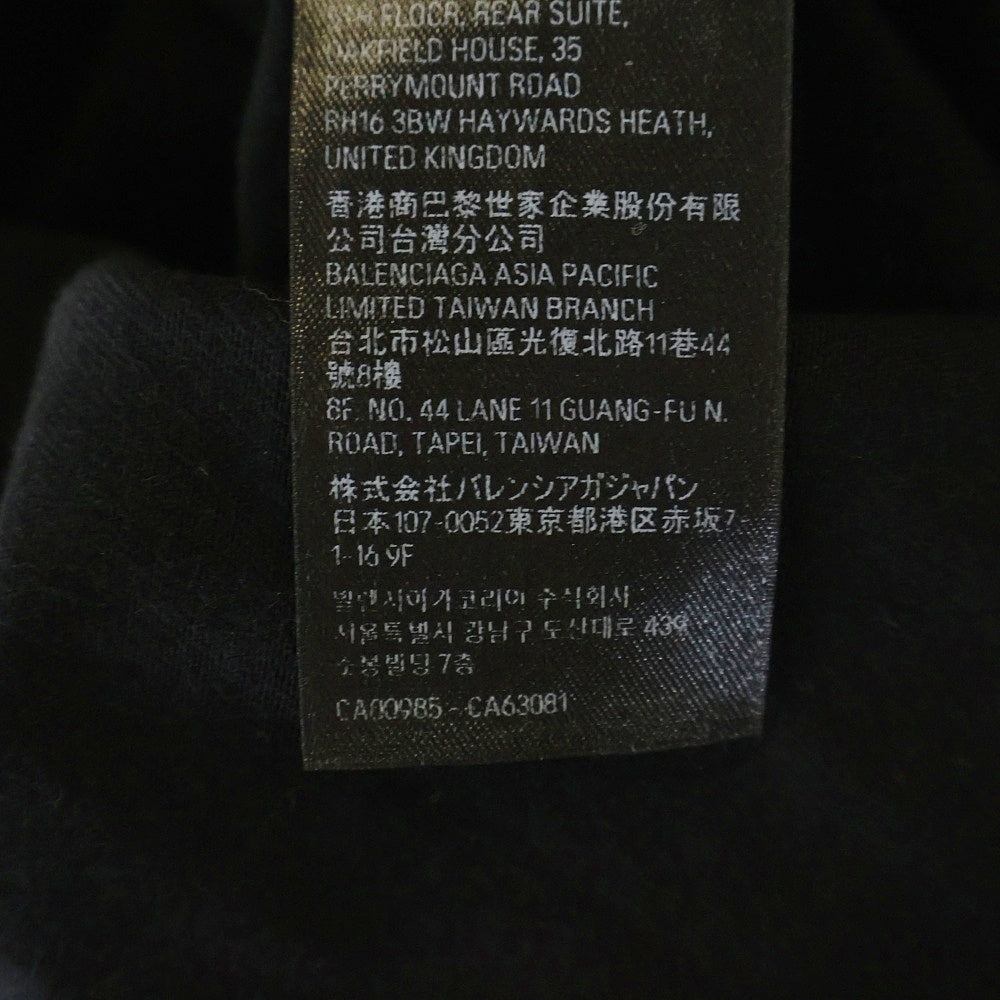 5TH FLOOR, REAR SUITE,
OAKFIELD HOUSE, 35
PERRYMOUNT ROAD
RH16 3BW HAYWARDS HEATH,
UNITED KINGDOM
香港商巴黎世家企業股份有限
公司台灣分公司
BALENCIAGA ASIA PACIFIC
LIMITED TAIWAN BRANCH
台北市松山區光復北路11巷44
號8樓
8F. NO. 44 LANE 11 GUANG-FU N.
ROAD, TAPEI, TAIWAN
株式会社バレンシアガジャパン
日本107-0052東京都港区赤坂7-
1-16 9F
발렌시아가코리아 주식회사
서울특별시 강남구 도산대로 439
소봉빌딩 7층
CA00985 - CA63081